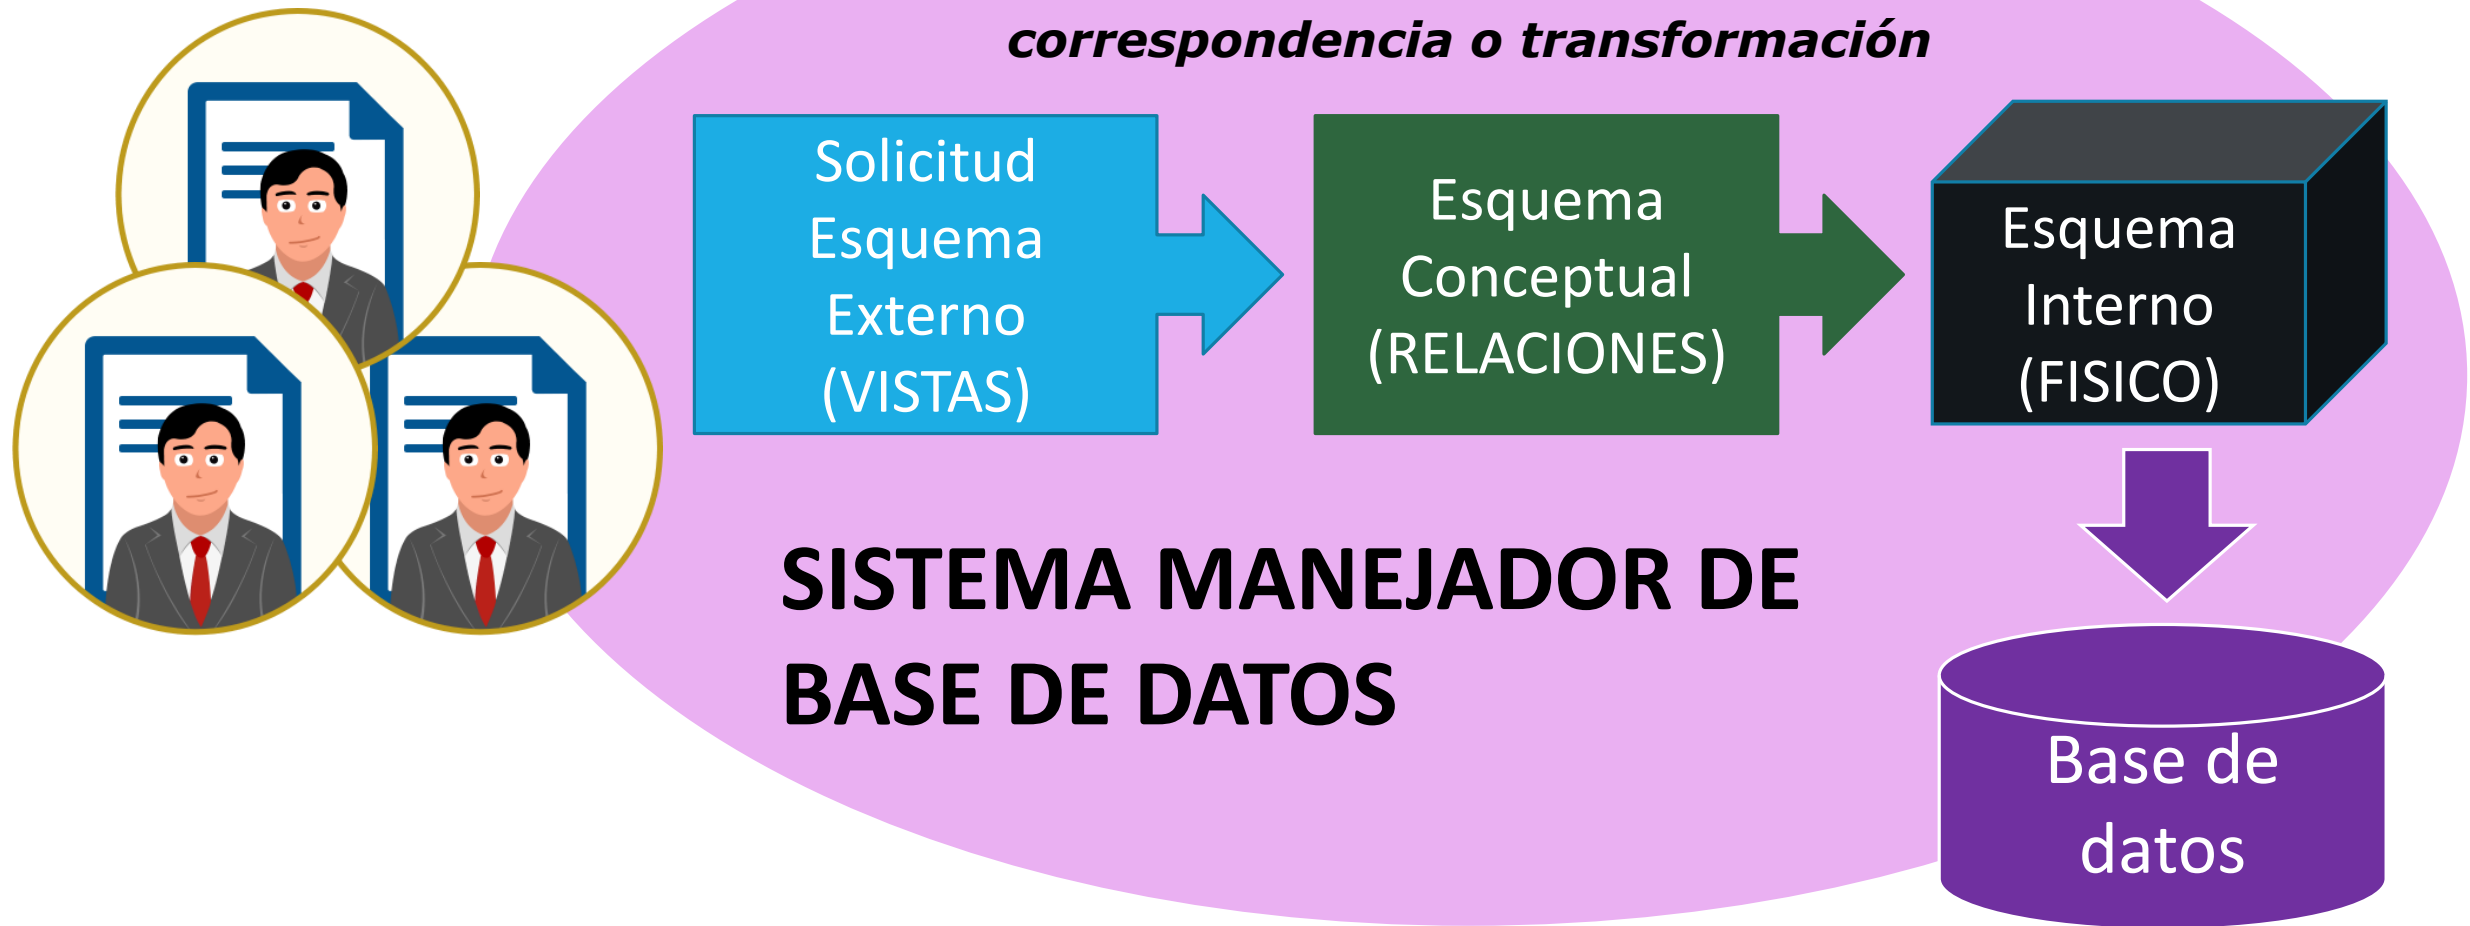 correspondencia o transformación
Solicitud
Esquema
Externo
(VISTAS)
Esquema
Conceptual
(RELACIONES)
Esquema
Interno
(FISICO)
SISTEMA MANEJADOR DE
BASE DE DATOS
Base de
datos